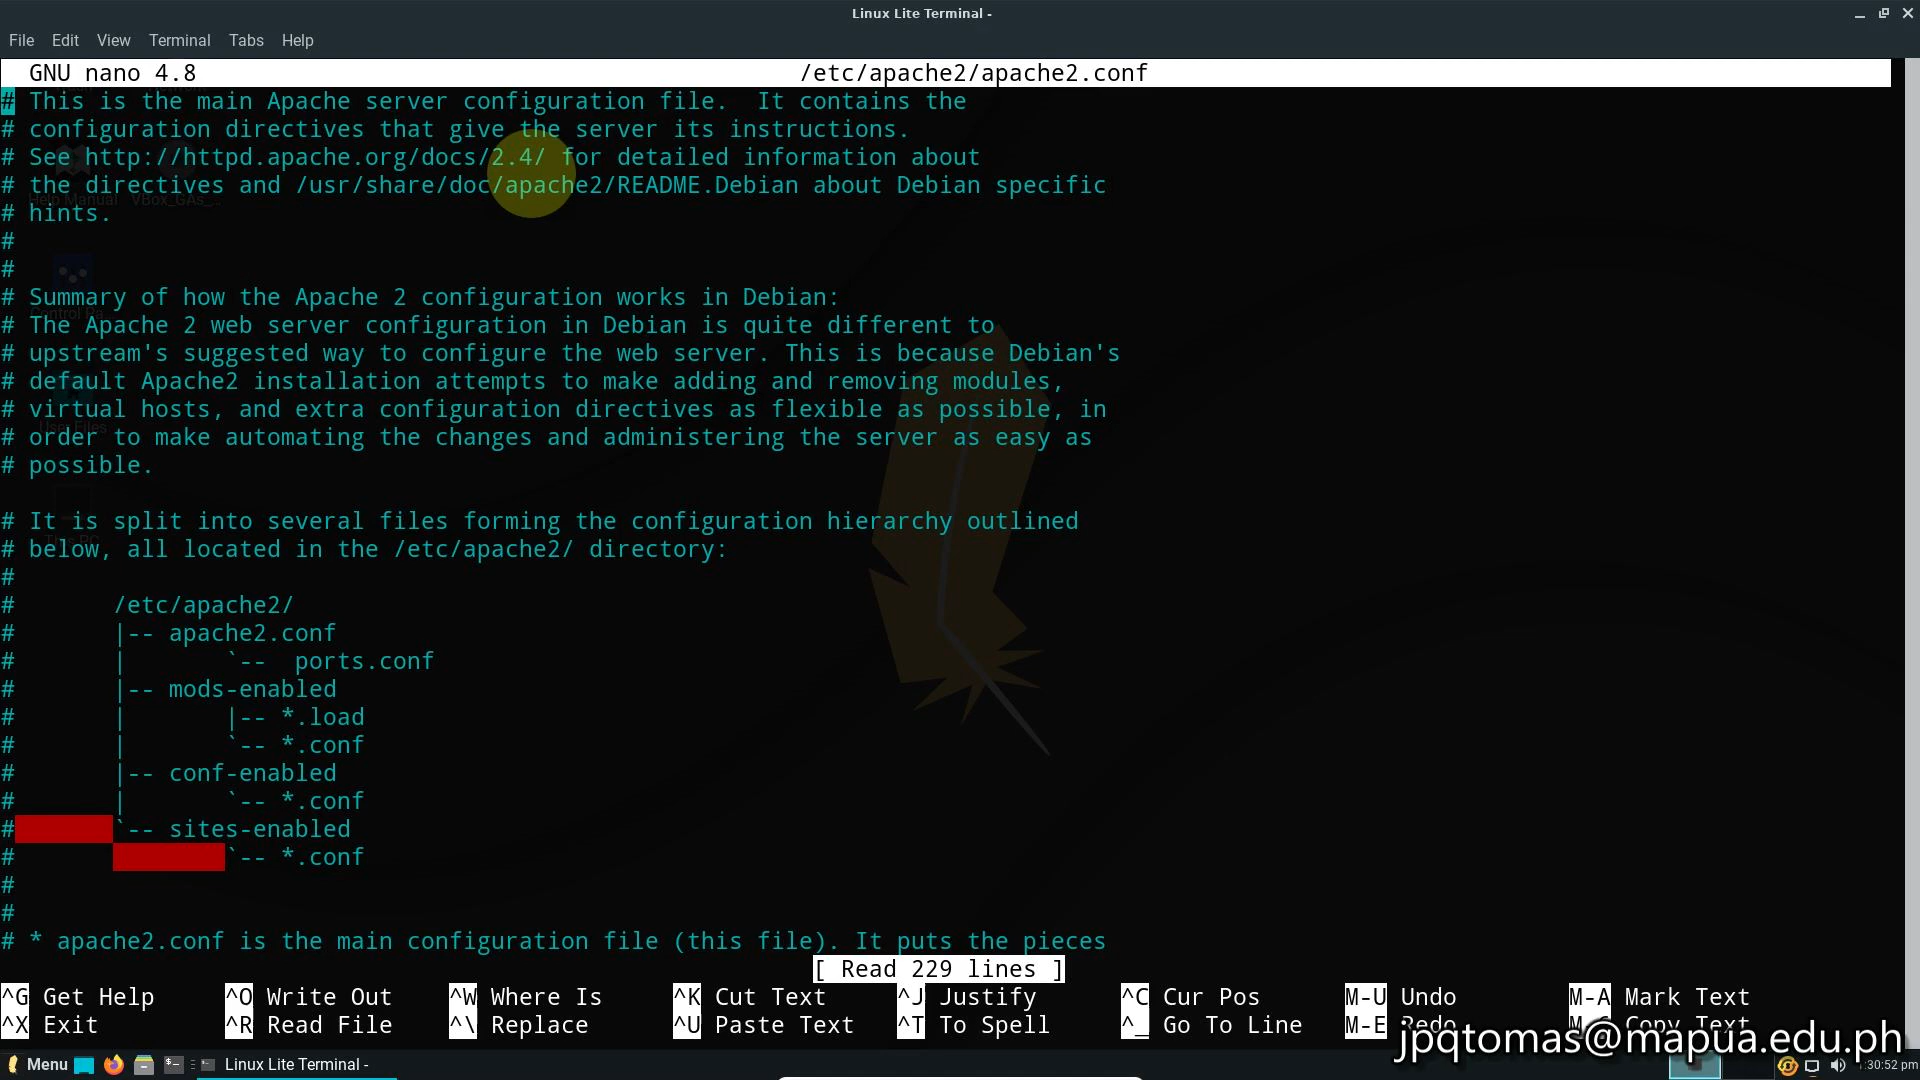 Linux Lite Terminal -
File Edit View Terminal Tabs Help
GNU nano 4.8 /etc/apache2/apache2.conf
# This is the main Apache server configuration file.  It contains the
# configuration directives that give the server its instructions.
# See http://httpd.apache.org/docs/2.4/ for detailed information about
# the directives and /usr/share/doc/apache2/README.Debian about Debian specific
# hints.
#
#
# Summary of how the Apache 2 configuration works in Debian:
# The Apache 2 web server configuration in Debian is quite different to
# upstream's suggested way to configure the web server. This is because Debian's
# default Apache2 installation attempts to make adding and removing modules,
# virtual hosts, and extra configuration directives as flexible as possible, in
# order to make automating the changes and administering the server as easy as
# possible.
# It is split into several files forming the configuration hierarchy outlined
# below, all located in the /etc/apache2/ directory:
#
#       /etc/apache2/
#       |-- apache2.conf
#       |       `--  ports.conf
#       |-- mods-enabled
#       |       |-- *.load
#       |       `-- *.conf
#       |-- conf-enabled
#       |       `-- *.conf
#       `-- sites-enabled
#               `-- *.conf
#
#
# * apache2.conf is the main configuration file (this file). It puts the pieces
[ Read 229 lines ]
^G Get Help ^O Write Out ^W Where Is ^K Cut Text ^J Justify ^C Cur Pos M-U Undo M-A Mark Text
^X Exit ^R Read File ^\ Replace ^U Paste Text ^T To Spell ^_ Go To Line M-E Redo M-6 Copy Text
jpqtomas@mapua.edu.ph
Menu Linux Lite Terminal - :30:52 pm
Help Manual VBox_GAs_...
Control Pa...
User Files
This PC